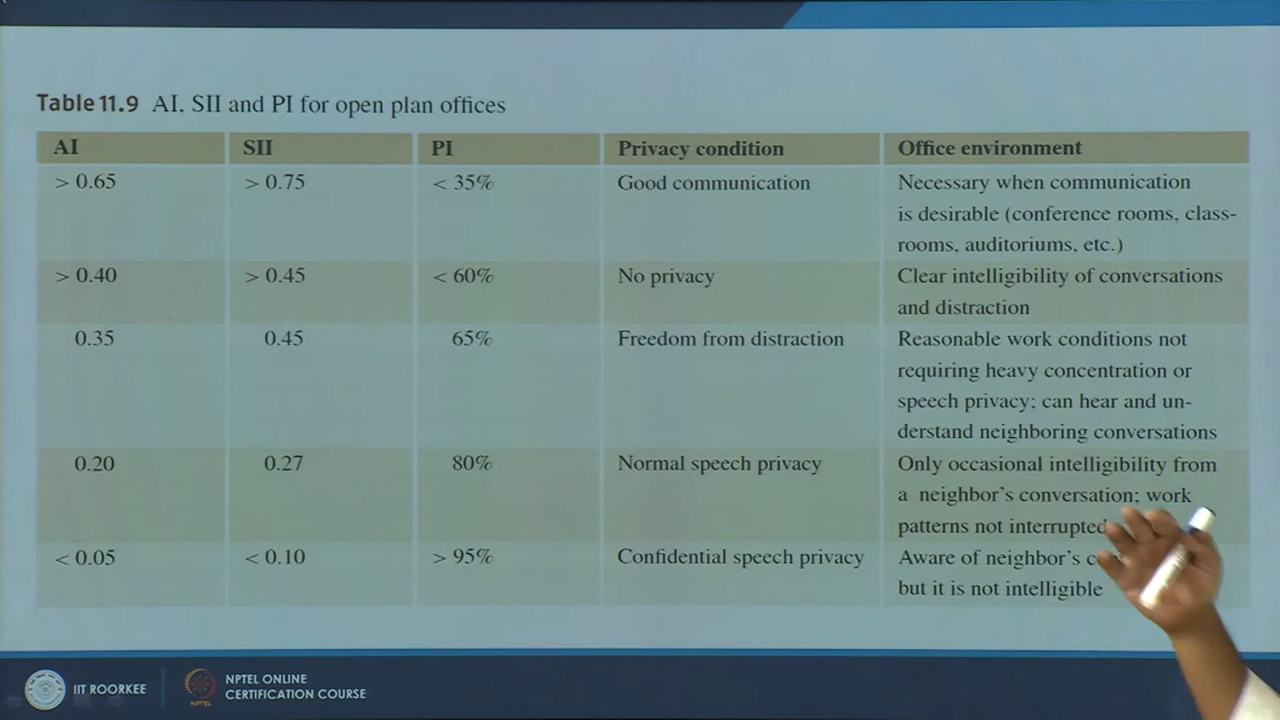 Table 11.9 AI, SII and PI for open plan offices
AI SII PI Privacy condition Office environment
> 0.65 > 0.75 < 35% Good communication Necessary when communication
is desirable (conference rooms, class-
rooms, auditoriums, etc.)
> 0.40 > 0.45 < 60% No privacy Clear intelligibility of conversations
and distraction
0.35 0.45 65% Freedom from distraction Reasonable work conditions not
requiring heavy concentration or
speech privacy; can hear and un-
derstand neighboring conversations
0.20 0.27 80% Normal speech privacy Only occasional intelligibility from
a neighbor's conversation; work
patterns not interrupted
< 0.05 < 0.10 > 95% Confidential speech privacy Aware of neighbor's
but it is not intelligible
IIT ROORKEE
NPTEL
NPTEL ONLINE
CERTIFICATION COURSE